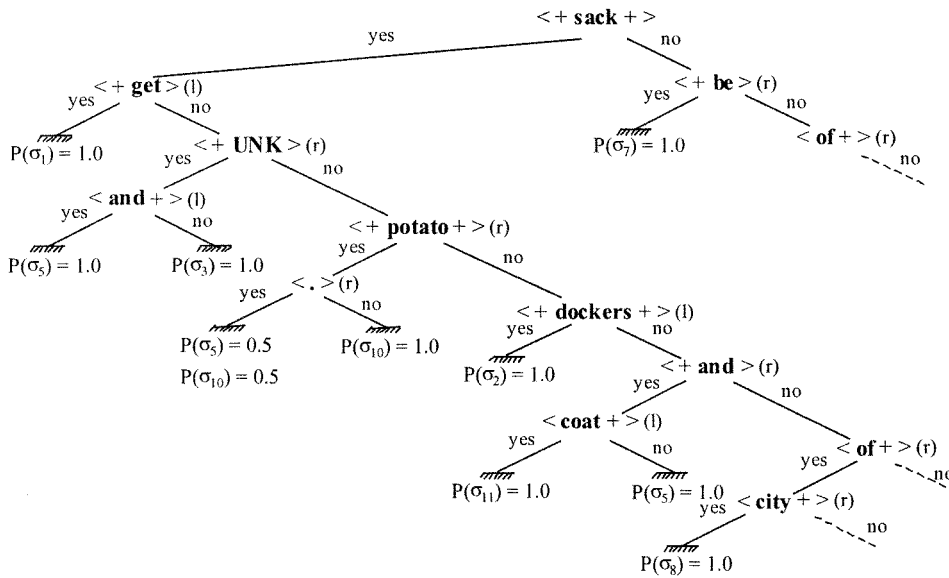 < + sack + >
yes
no
< + get > (l)
< + be > (r)
yes
no
yes
no
P(σ1) = 1.0
< + UNK > (r)
P(σ7) = 1.0
< of + > (r)
yes
no
no
< and + > (l)
yes
no
< + potato + > (r)
P(σ5) = 1.0
P(σ3) = 1.0
yes
no
< . > (r)
yes
no
< + dockers + > (l)
P(σ5) = 0.5
P(σ10) = 1.0
yes
no
P(σ10) = 0.5
P(σ2) = 1.0
< + and > (r)
yes
no
< coat + > (l)
< of + > (r)
yes
no
yes
no
P(σ11) = 1.0
P(σ5) = 1.0
< city + > (r)
yes
no
P(σ8) = 1.0